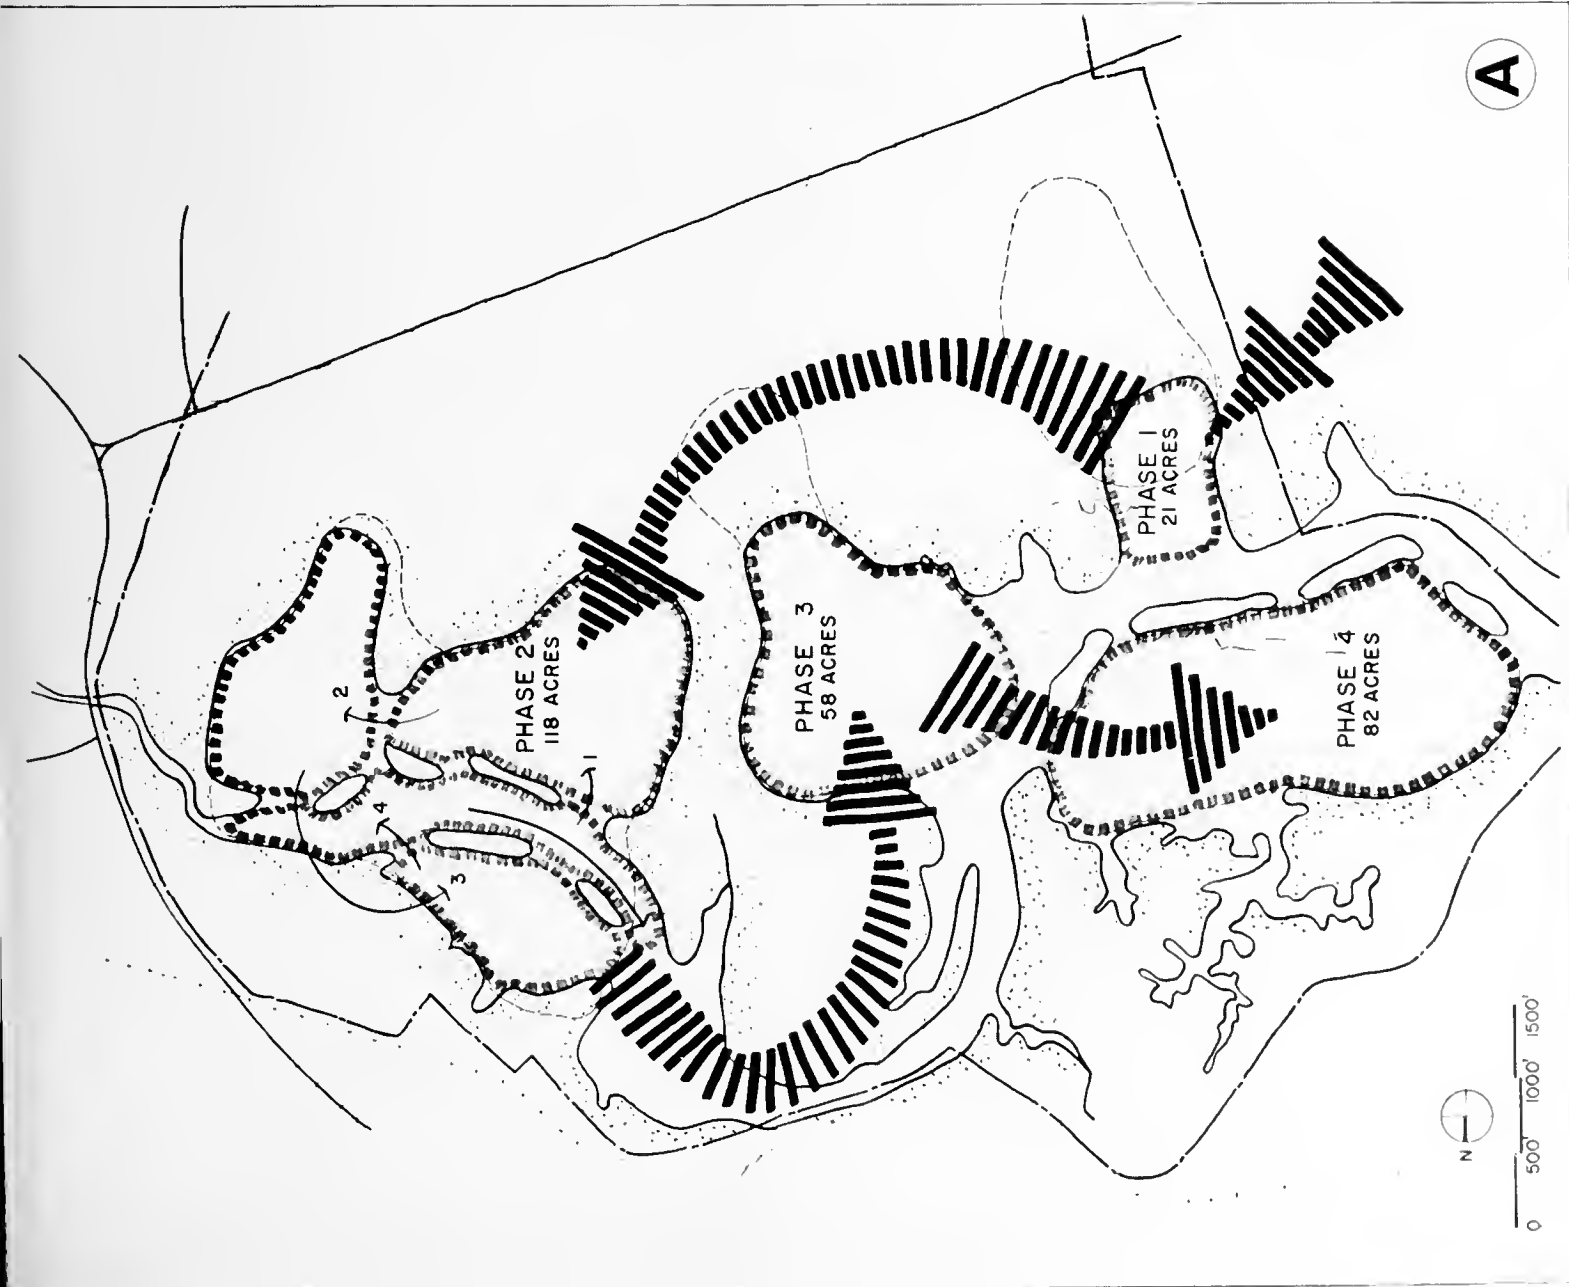 A
PHASE 1
21 ACRES
PHASE 2
118 ACRES
2
1
4
3
PHASE 3
58 ACRES
PHASE 4
82 ACRES
N
0 500' 1000' 1500'